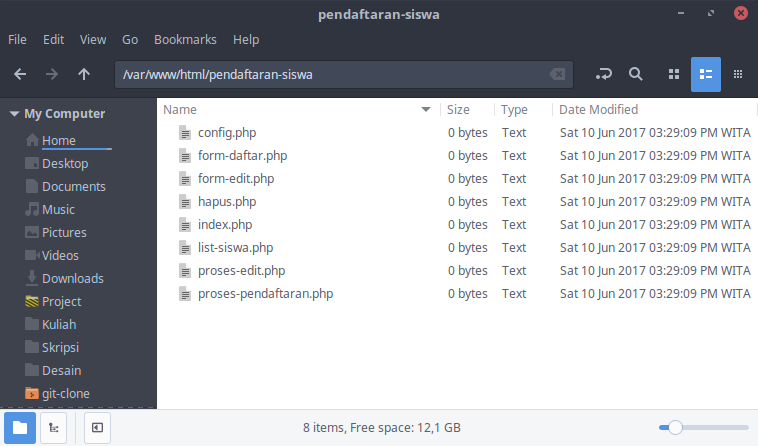 pendaftaran-siswa
File Edit View Go Bookmarks Help
/var/www/html/pendaftaran-siswa
My Computer
Home
Desktop
Documents
Music
Pictures
Videos
Downloads
Project
Kuliah
Skripsi
Desain
git-clone
Name Size Type Date Modified
config.php 0 bytes Text Sat 10 Jun 2017 03:29:09 PM WITA
form-daftar.php 0 bytes Text Sat 10 Jun 2017 03:29:09 PM WITA
form-edit.php 0 bytes Text Sat 10 Jun 2017 03:29:09 PM WITA
hapus.php 0 bytes Text Sat 10 Jun 2017 03:29:09 PM WITA
index.php 0 bytes Text Sat 10 Jun 2017 03:29:09 PM WITA
list-siswa.php 0 bytes Text Sat 10 Jun 2017 03:29:09 PM WITA
proses-edit.php 0 bytes Text Sat 10 Jun 2017 03:29:09 PM WITA
proses-pendaftaran.php 0 bytes Text Sat 10 Jun 2017 03:29:09 PM WITA
8 items, Free space: 12,1 GB